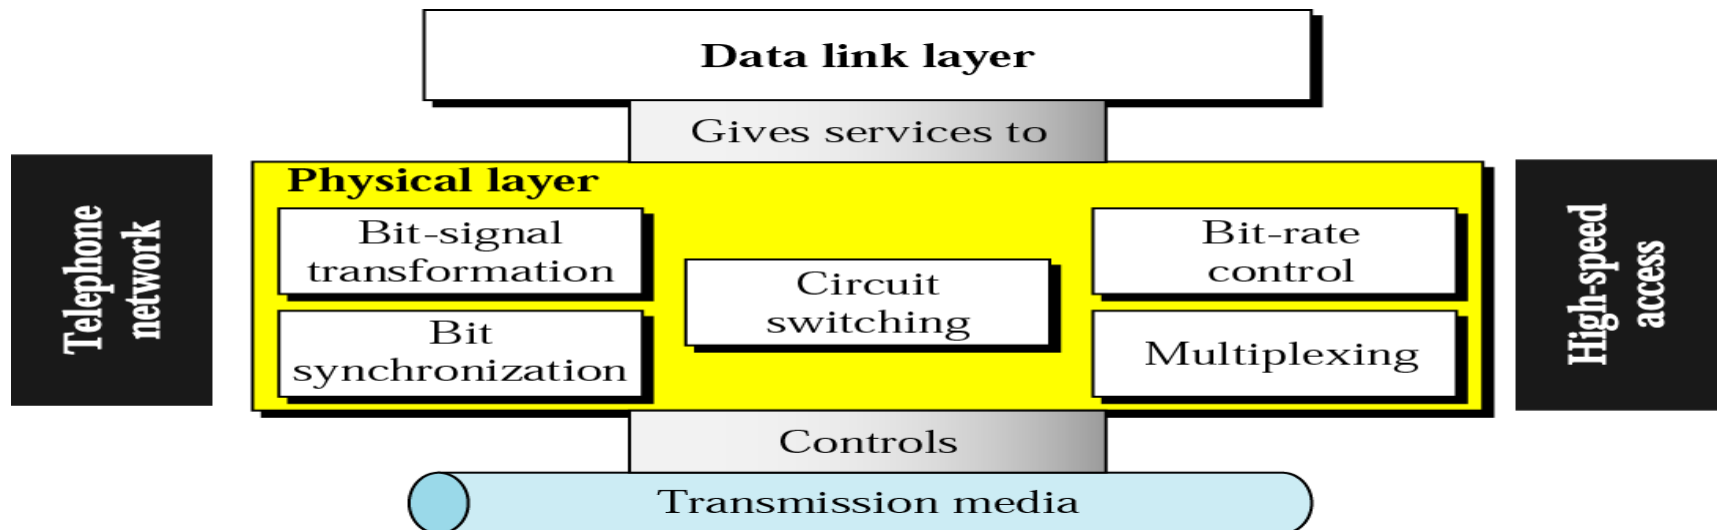 Data link layer
Gives services to
Telephone
network
Physical layer
Bit-signal
transformation
Bit
synchronization
Circuit
switching
Bit-rate
control
Multiplexing
High-speed
access
Controls
Transmission media